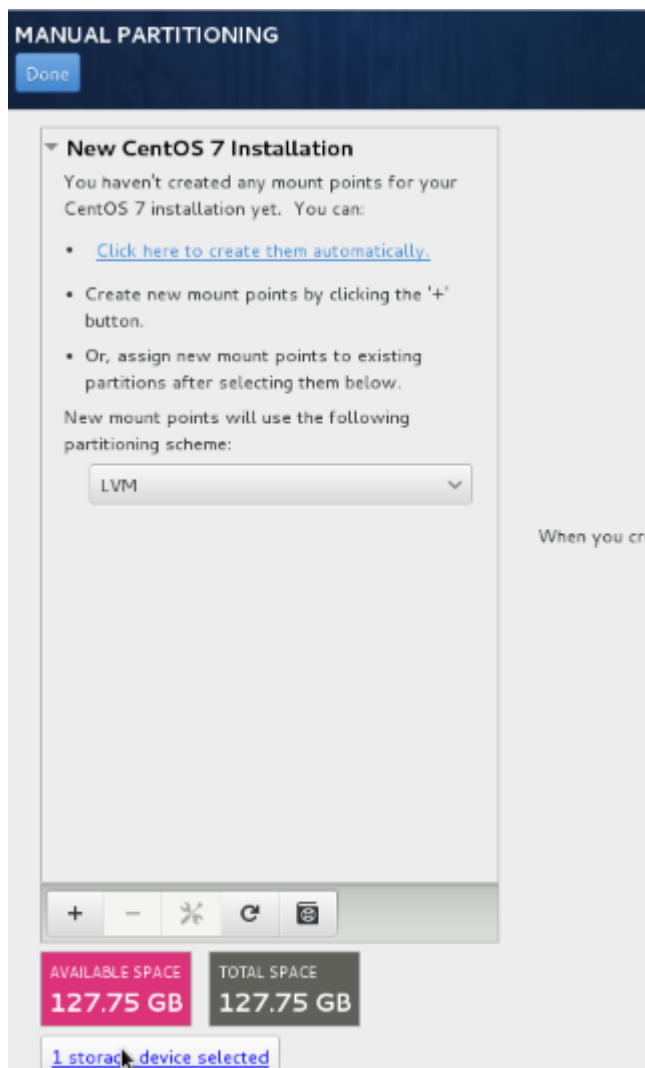 MANUAL PARTITIONING
Done
New CentOS 7 Installation
You haven't created any mount points for your
CentOS 7 installation yet. You can:
• Click here to create them automatically.
• Create new mount points by clicking the '+'
button.
• Or, assign new mount points to existing
partitions after selecting them below.
New mount points will use the following
partitioning scheme:
LVM
When you
+ −
AVAILABLE SPACE
127.75 GB
TOTAL SPACE
127.75 GB
1 storage device selected